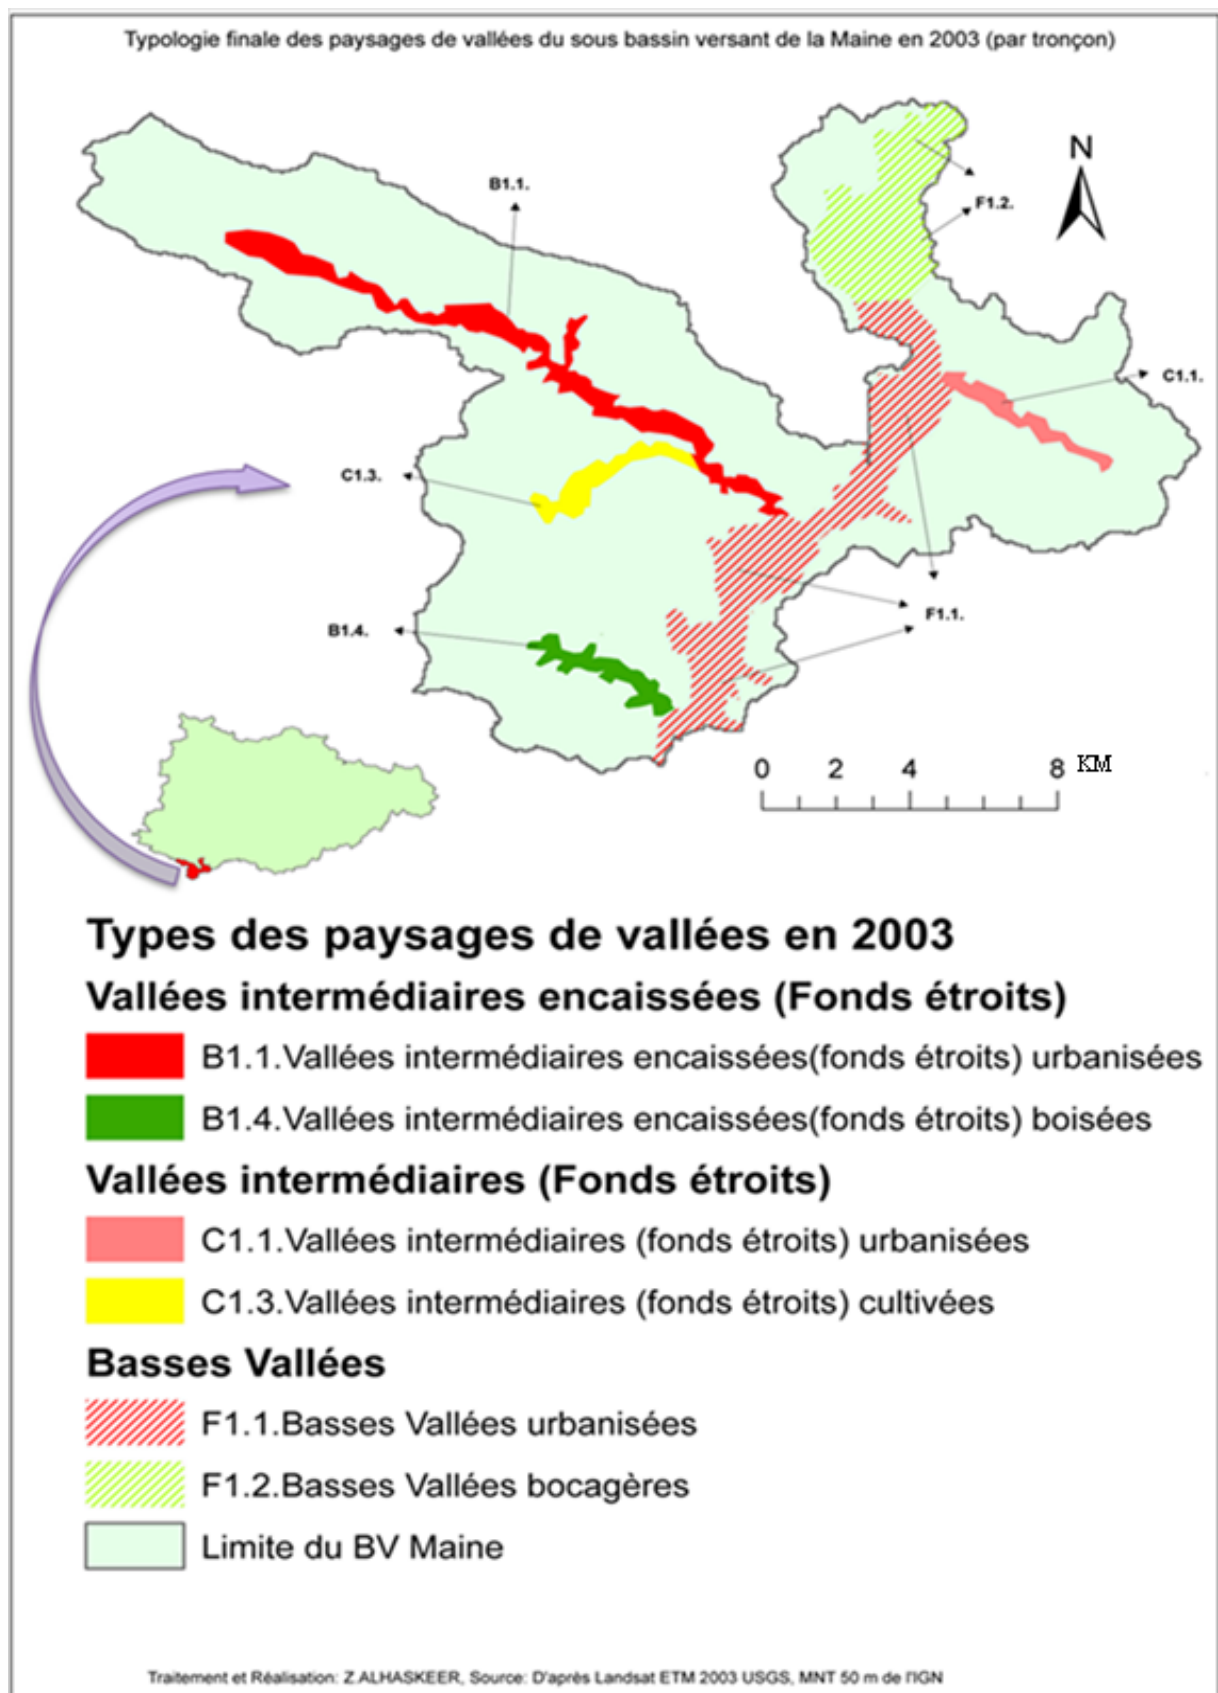 Typologie finale des paysages de vallées du sous bassin versant de la Maine en 2003 (par tronçon)
N
B1.1.
F1.2.
C1.1.
C1.3.
F1.1.
B1.4.
0 2 4 8 KM
Types des paysages de vallées en 2003
Vallées intermédiaires encaissées (Fonds étroits)
B1.1.Vallées intermédiaires encaissées(fonds étroits) urbanisées
B1.4.Vallées intermédiaires encaissées(fonds étroits) boisées
Vallées intermédiaires (Fonds étroits)
C1.1.Vallées intermédiaires (fonds étroits) urbanisées
C1.3.Vallées intermédiaires (fonds étroits) cultivées
Basses Vallées
F1.1.Basses Vallées urbanisées
F1.2.Basses Vallées bocagères
Limite du BV Maine
Traitement et Réalisation: Z.ALHASKEER, Source: D'après Landsat ETM 2003 USGS, MNT 50 m de l'IGN